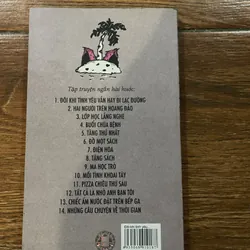 Tập truyện ngắn hài hước
1. ĐÔI KHI TÌNH YÊU VẪN HAY ĐI LẠC ĐƯỜNG
2. HAI NGƯỜI TRÊN HOANG ĐẢO
3. LỚP HỌC LẮNG NGHE
4. BUỔI CHỮA BỆNH
5. TẦNG THỨ NHẤT
6. ĐỒ MỘT SÁCH
7. ĐIỆN HOA
8. TẶNG SÁCH
9. MA HỌC TRÒ
10. MỐI TÌNH KHOAI TÂY
11. PIZZA CHIỀU THỨ SÁU
12. TẤT CẢ LÀ NHỜ ANH BẠN TÔI
13. CHIẾC ẤM NƯỚC ĐẶT TRÊN BẾP GA
14. NHỮNG CÂU CHUYỆN VỀ THỜI GIAN